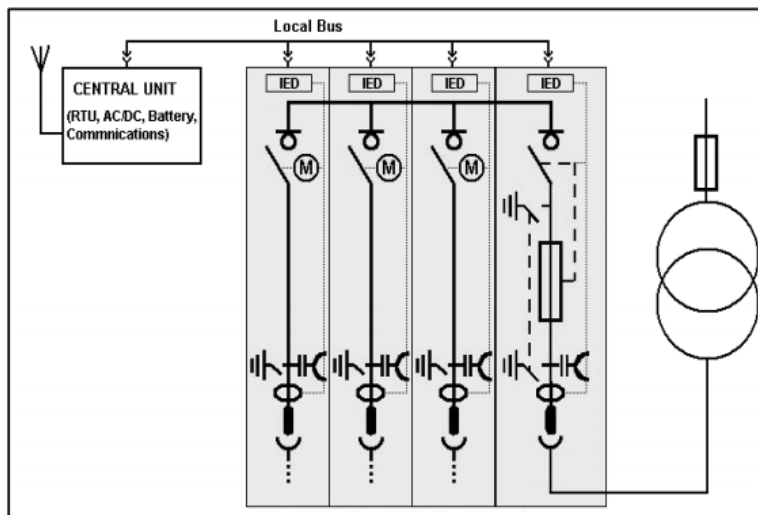 Local Bus
CENTRAL UNIT
(RTU, AC/DC, Battery,
Commnications)
IED
IED
IED
IED
M
M
M